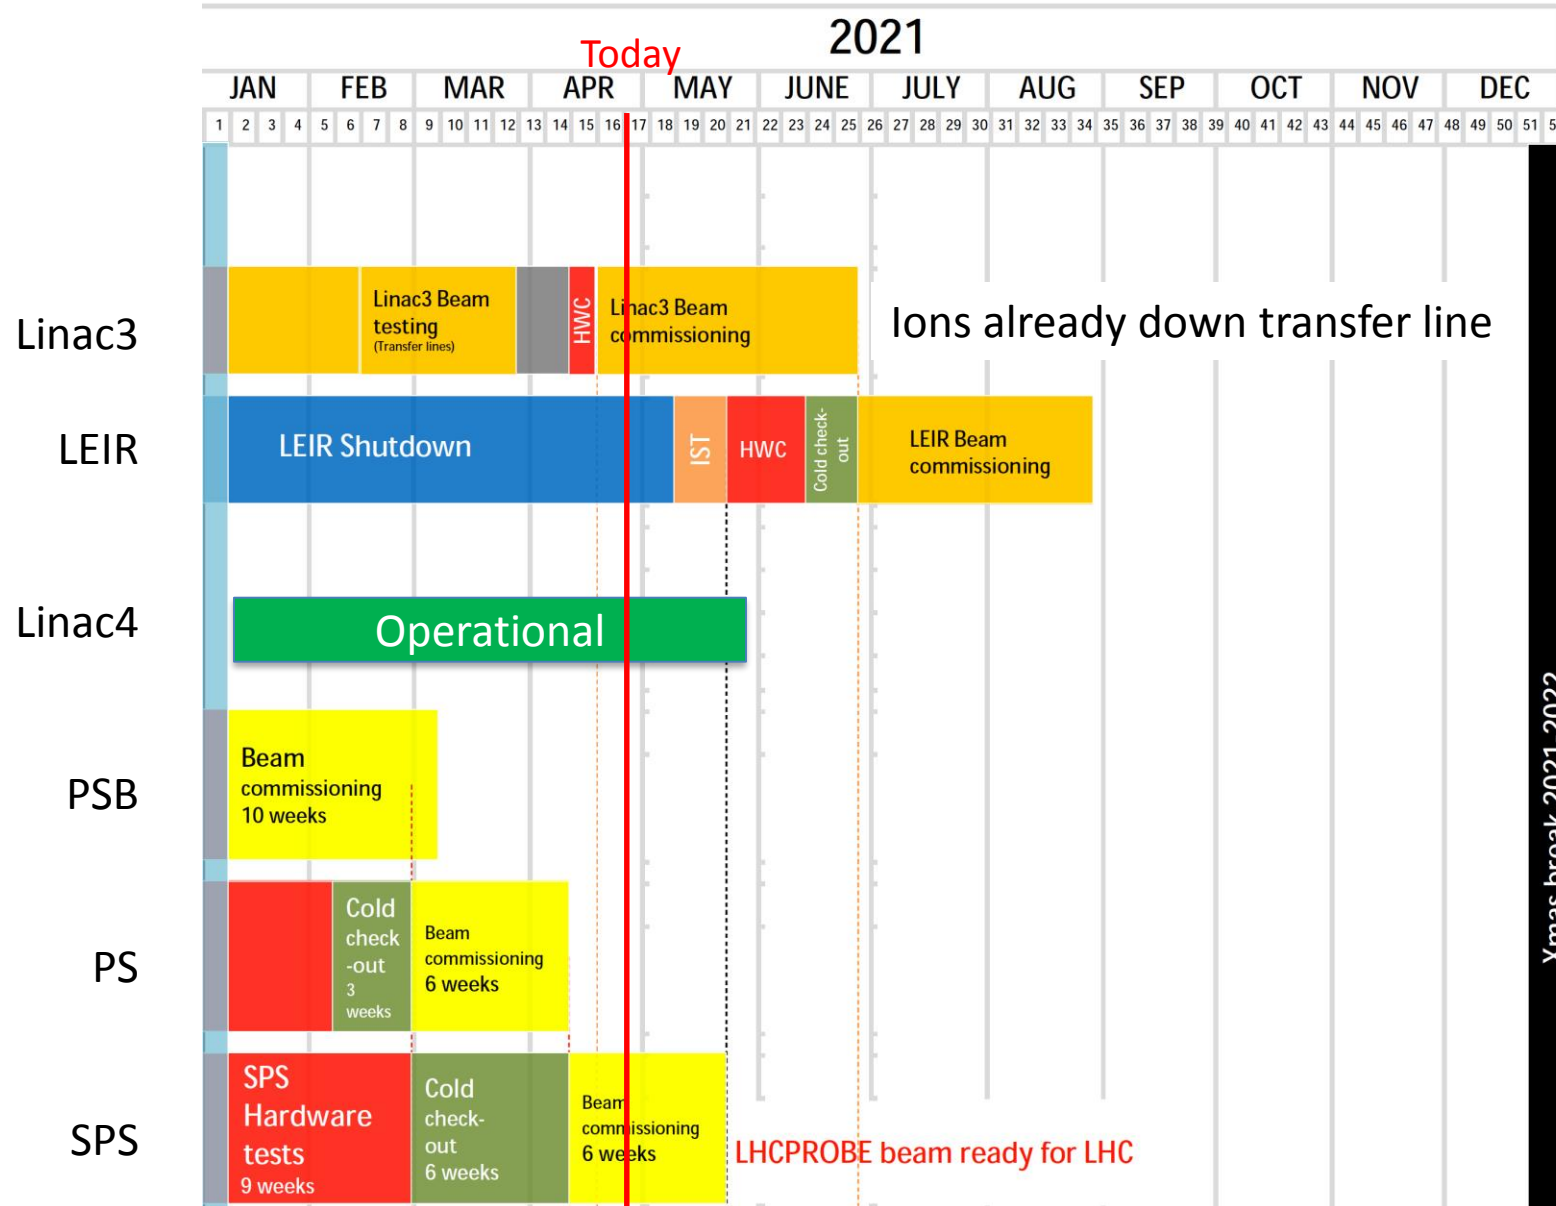 2021
Today
JAN FEB MAR APR MAY JUNE JULY AUG SEP OCT NOV DEC
1 2 3 4 5 6 7 8 9 10 11 12 13 14 15 16 17 18 19 20 21 22 23 24 25 26 27 28 29 30 31 32 33 34 35 36 37 38 39 40 41 42 43 44 45 46 47 48 49 50 51 5
Linac3
Linac3 Beam
testing
(Transfer lines)
HWC
Linac3 Beam
commissioning
Ions already down transfer line
LEIR
LEIR Shutdown
IST
HWC
Cold check-
out
LEIR Beam
commissioning
Linac4
Operational
PSB
Beam
commissioning
10 weeks
PS
Cold
check
-out
3
weeks
Beam
commissioning
6 weeks
SPS
SPS
Hardware
tests
9 weeks
Cold
check-
out
6 weeks
Beam
commissioning
6 weeks
LHCPROBE beam ready for LHC
Xmas break 2021 2022